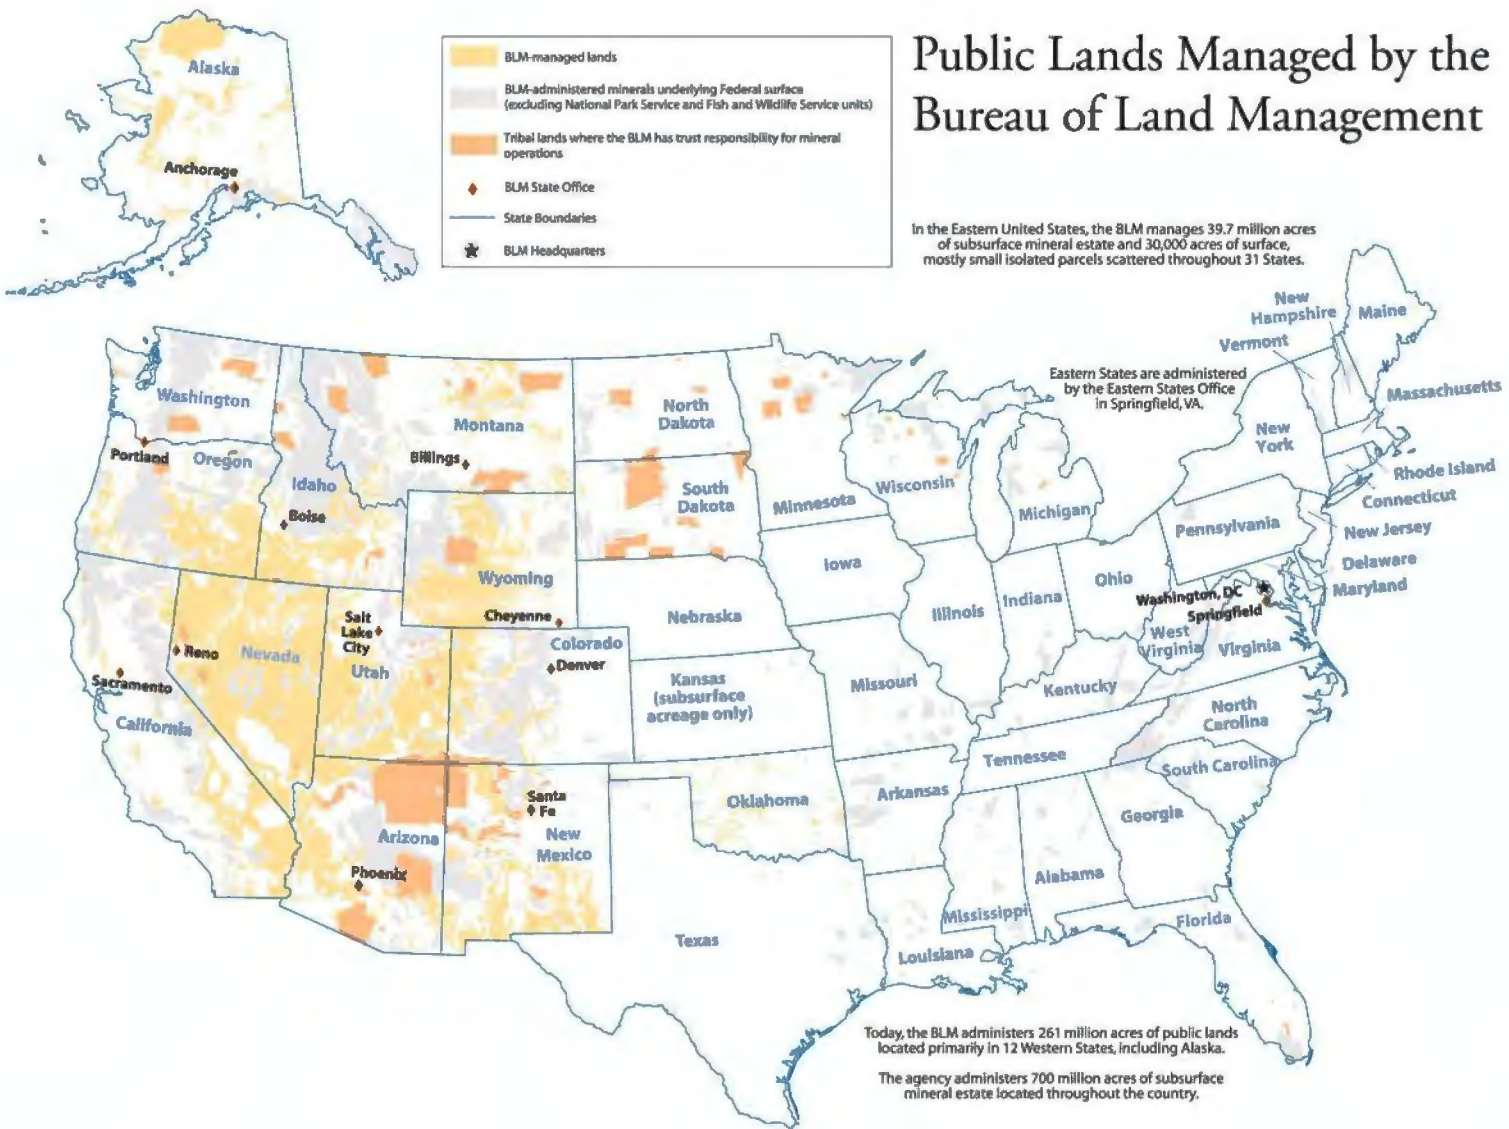 Public Lands Managed by the
Bureau of Land Management
BLM-managed lands
BLM-administered minerals underlying Federal surface
(excluding National Park Service and Fish and Wildlife Service units)
Tribal lands where the BLM has trust responsibility for mineral
operations
BLM State Office
State Boundaries
BLM Headquarters
In the Eastern United States, the BLM manages 39.7 million acres
of subsurface mineral estate and 30,000 acres of surface,
mostly small isolated parcels scattered throughout 31 States.
Eastern States are administered
by the Eastern States Office
in Springfield, VA.
Alaska
Anchorage
Washington
Portland
Oregon
Idaho
Boise
Montana
Billings
North
Dakota
South
Dakota
Minnesota
Wisconsin
Michigan
New
Hampshire
Vermont
Maine
Massachusetts
New
York
Rhode Island
Connecticut
Pennsylvania
New Jersey
Delaware
Maryland
Washington, DC
Springfield
West
Virginia
Virginia
Ohio
Indiana
Illinois
Iowa
Wyoming
Cheyenne
Nebraska
Salt
Lake
City
Utah
Reno
Nevada
Sacramento
California
Colorado
Denver
Kansas
(subsurface
acreage only)
Missouri
Kentucky
North
Carolina
Tennessee
South Carolina
Arkansas
Oklahoma
Santa
Fe
New
Mexico
Arizona
Phoenix
Georgia
Alabama
Mississippi
Louisiana
Florida
Texas
Today, the BLM administers 261 million acres of public lands
located primarily in 12 Western States, including Alaska.
The agency administers 700 million acres of subsurface
mineral estate located throughout the country.